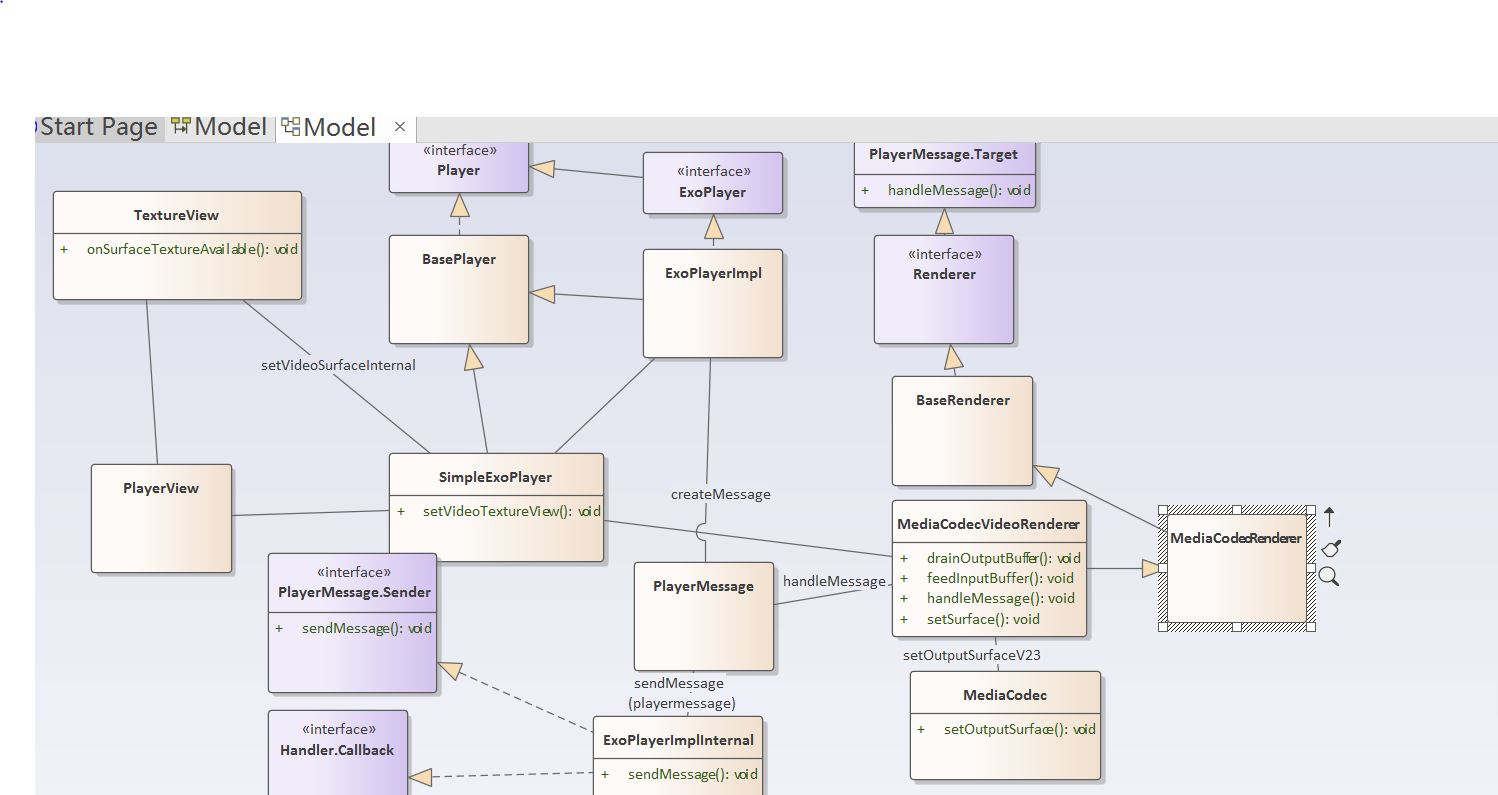 Start Page Model Model ×
«interface»
Player
«interface»
ExoPlayer
PlayerMessage.Target
+ handleMessage(): void
TextureView
+ onSurfaceTextureAvailable(): void
BasePlayer
ExoPlayerImpl
«interface»
Renderer
setVideoSurfaceInternal
BaseRenderer
PlayerView
SimpleExoPlayer
+ setVideoTextureView(): void
createMessage
MediaCodecVideoRenderer
+ drainOutputBuffer(): void
+ feedInputBuffer(): void
+ handleMessage(): void
+ setSurface(): void
MediaCodecRenderer
«interface»
PlayerMessage.Sender
+ sendMessage(): void
PlayerMessage
handleMessage
setOutputSurfaceV23
MediaCodec
+ setOutputSurface(): void
sendMessage
(playermessage)
«interface»
Handler.Callback
ExoPlayerImplInternal
+ sendMessage(): void